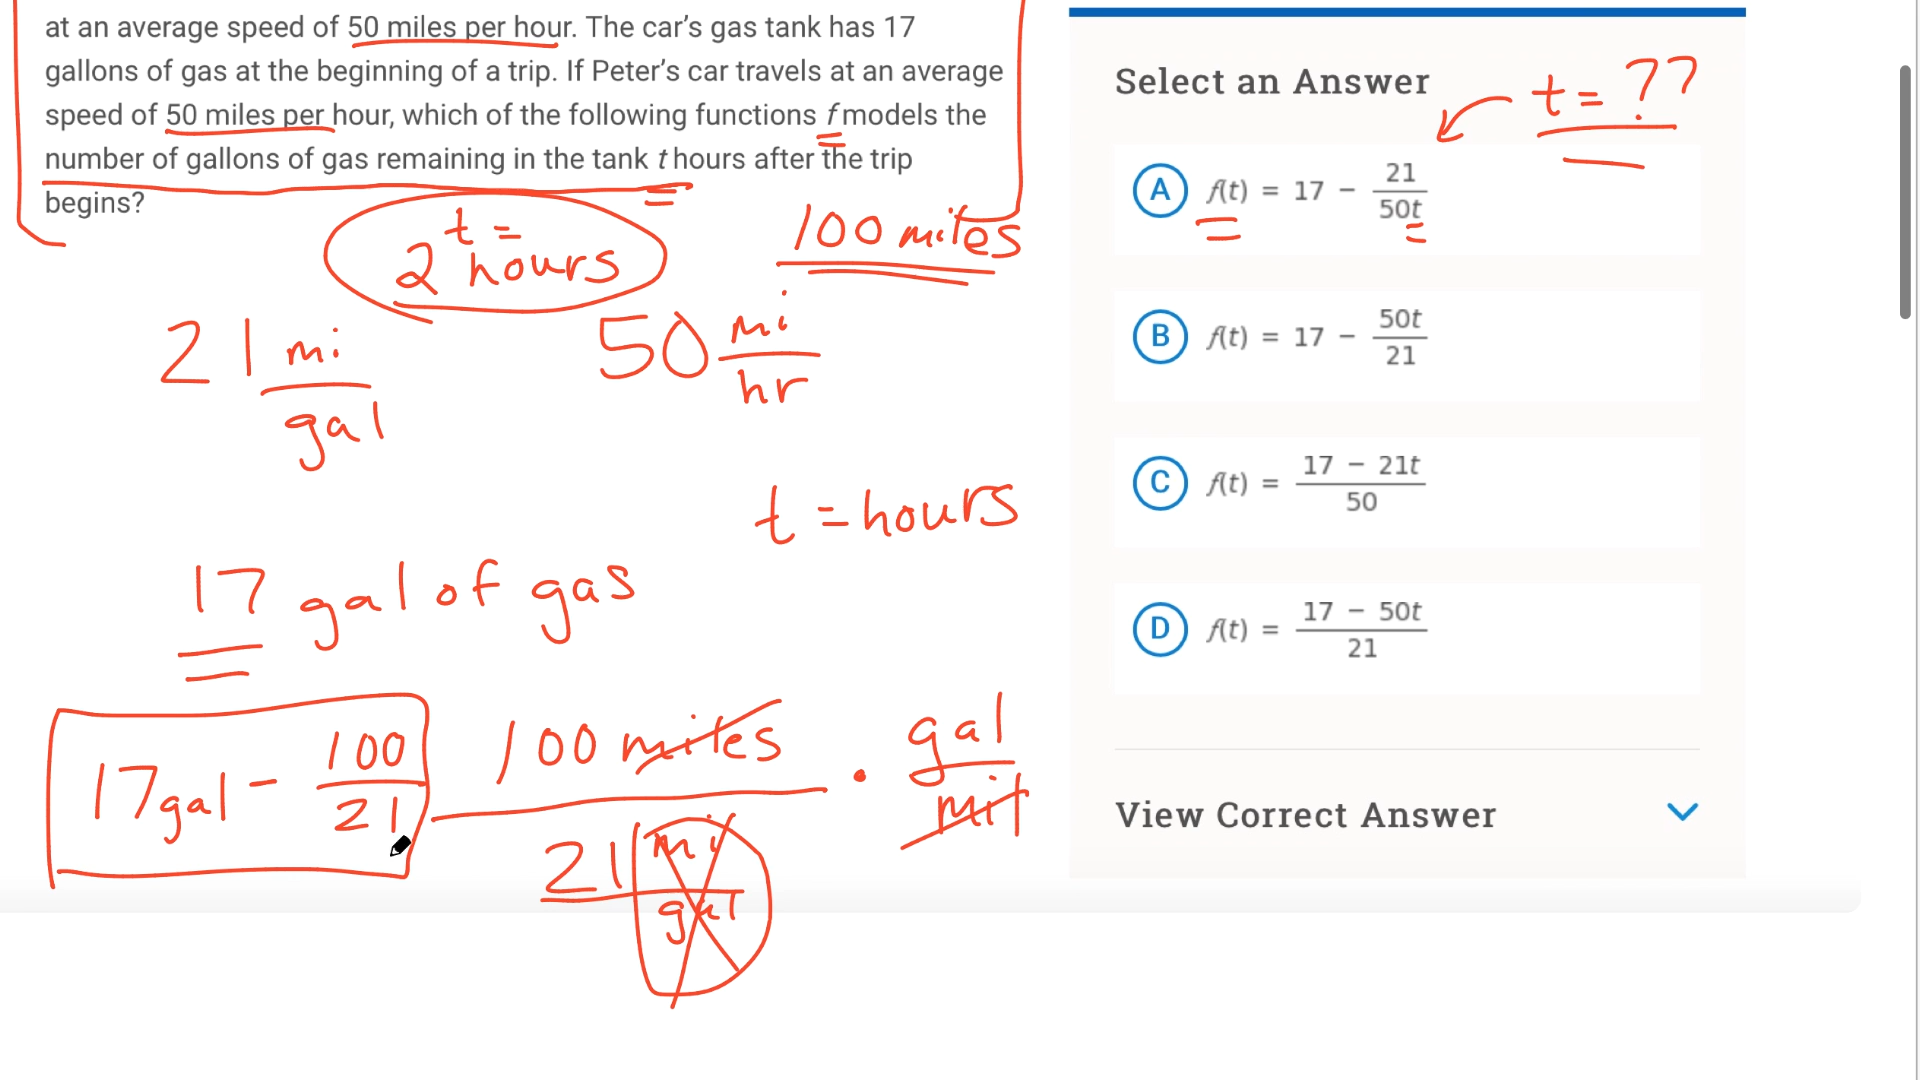 at an average speed of 50 miles per hour. The car’s gas tank has 17
gallons of gas at the beginning of a trip. If Peter’s car travels at an average
speed of 50 miles per hour, which of the following functions f models the
number of gallons of gas remaining in the tank t hours after the trip
begins?
t =
2 hours
100 miles
21 mi/gal
50 mi/hr
t = hours
17 gal of gas
17gal - 100/21
100 miles
21 mi/gal
· gal/mi
Select an Answer
t = ??
A f(t) = 17 − 21/50t
B f(t) = 17 − 50t/21
C f(t) = 17 − 21t/50
D f(t) = 17 − 50t/21
View Correct Answer